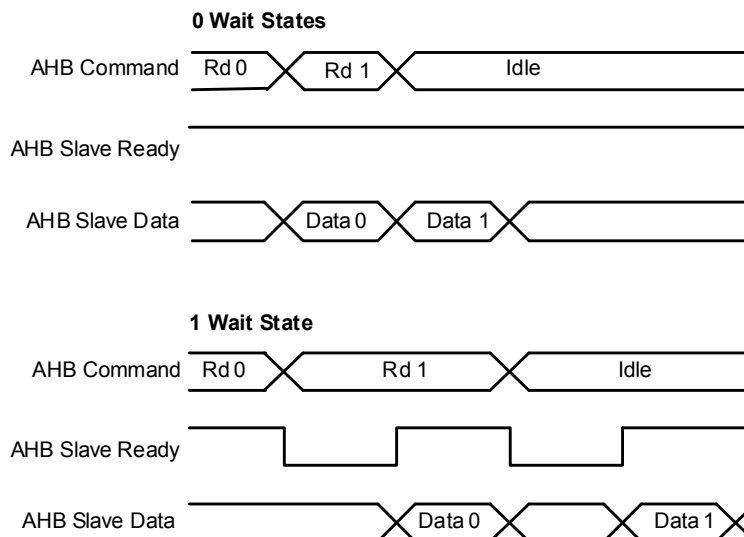 0 Wait States
AHB Command Rd 0 Rd 1 Idle
AHB Slave Ready
AHB Slave Data Data 0 Data 1
1 Wait State
AHB Command Rd 0 Rd 1 Idle
AHB Slave Ready
AHB Slave Data Data 0 Data 1